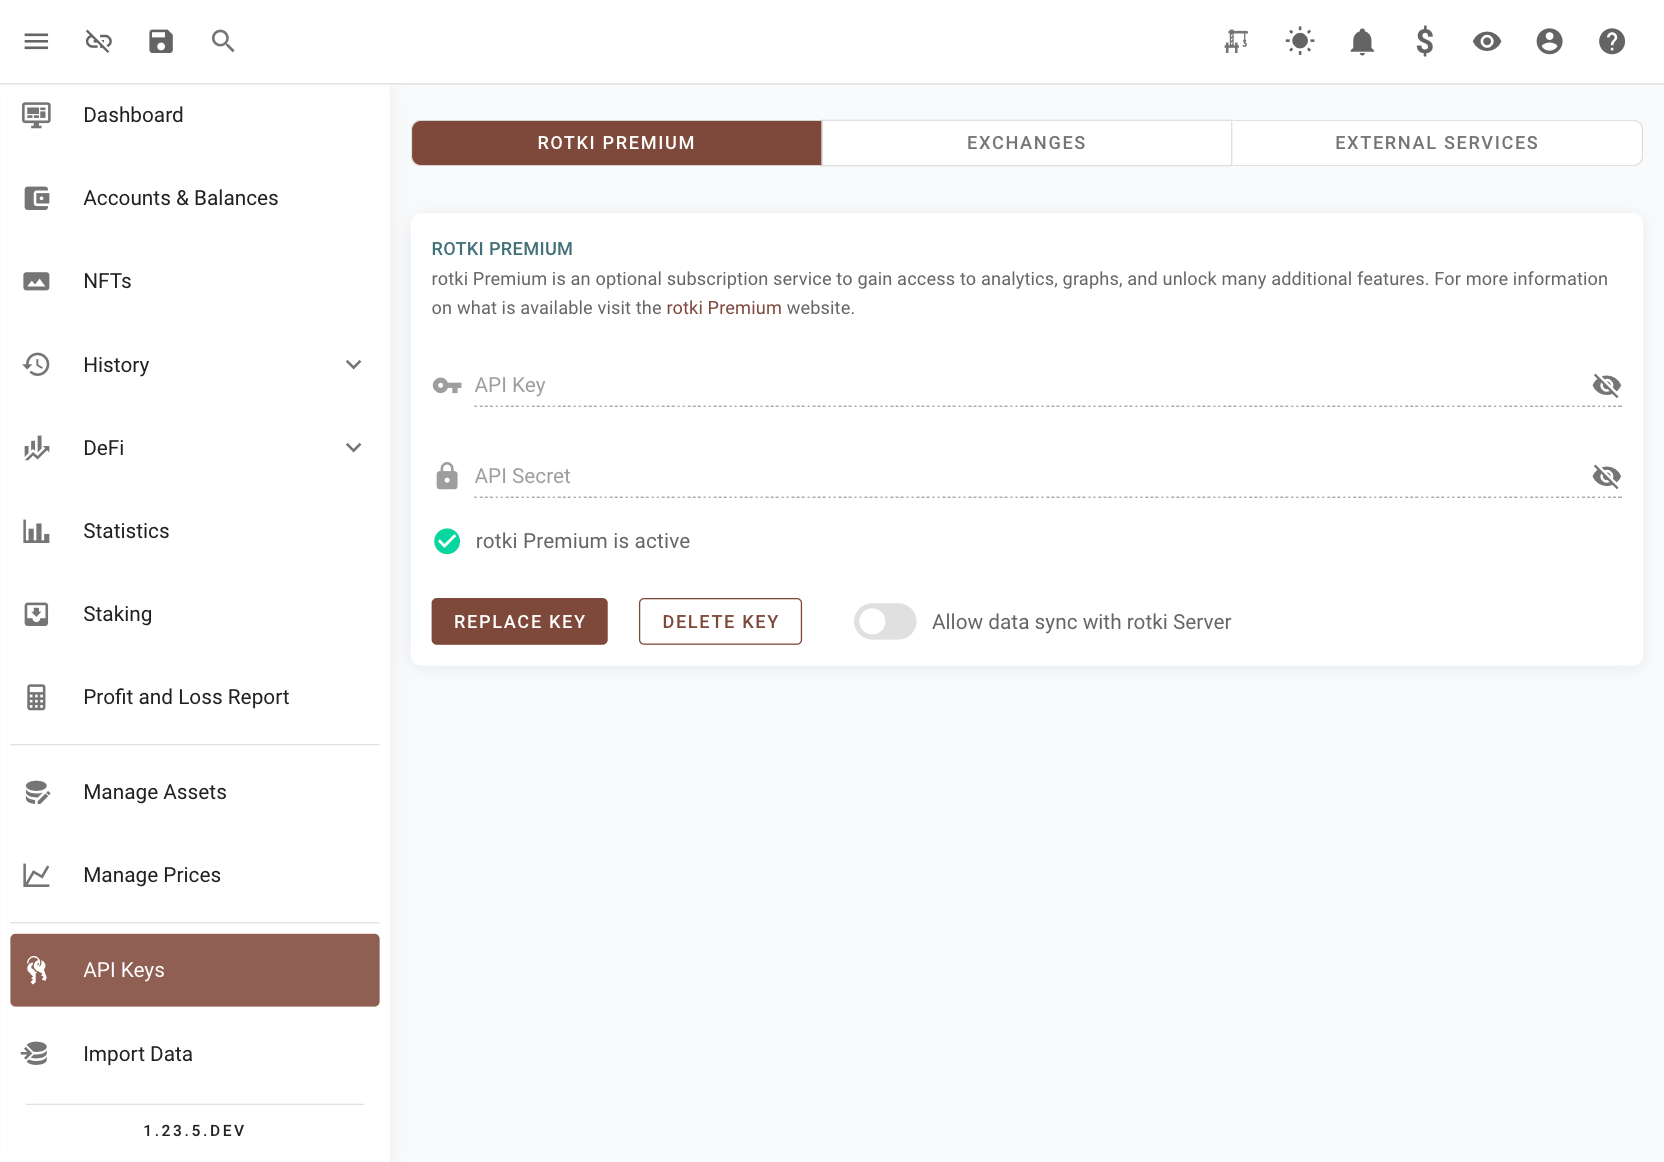 Dashboard
Accounts & Balances
NFTs
History
DeFi
Statistics
Staking
Profit and Loss Report
Manage Assets
Manage Prices
API Keys
Import Data
1.23.5.DEV
ROTKI PREMIUM
EXCHANGES
EXTERNAL SERVICES
ROTKI PREMIUM
rotki Premium is an optional subscription service to gain access to analytics, graphs, and unlock many additional features. For more information
on what is available visit the rotki Premium website.
API Key
API Secret
rotki Premium is active
REPLACE KEY
DELETE KEY
Allow data sync with rotki Server